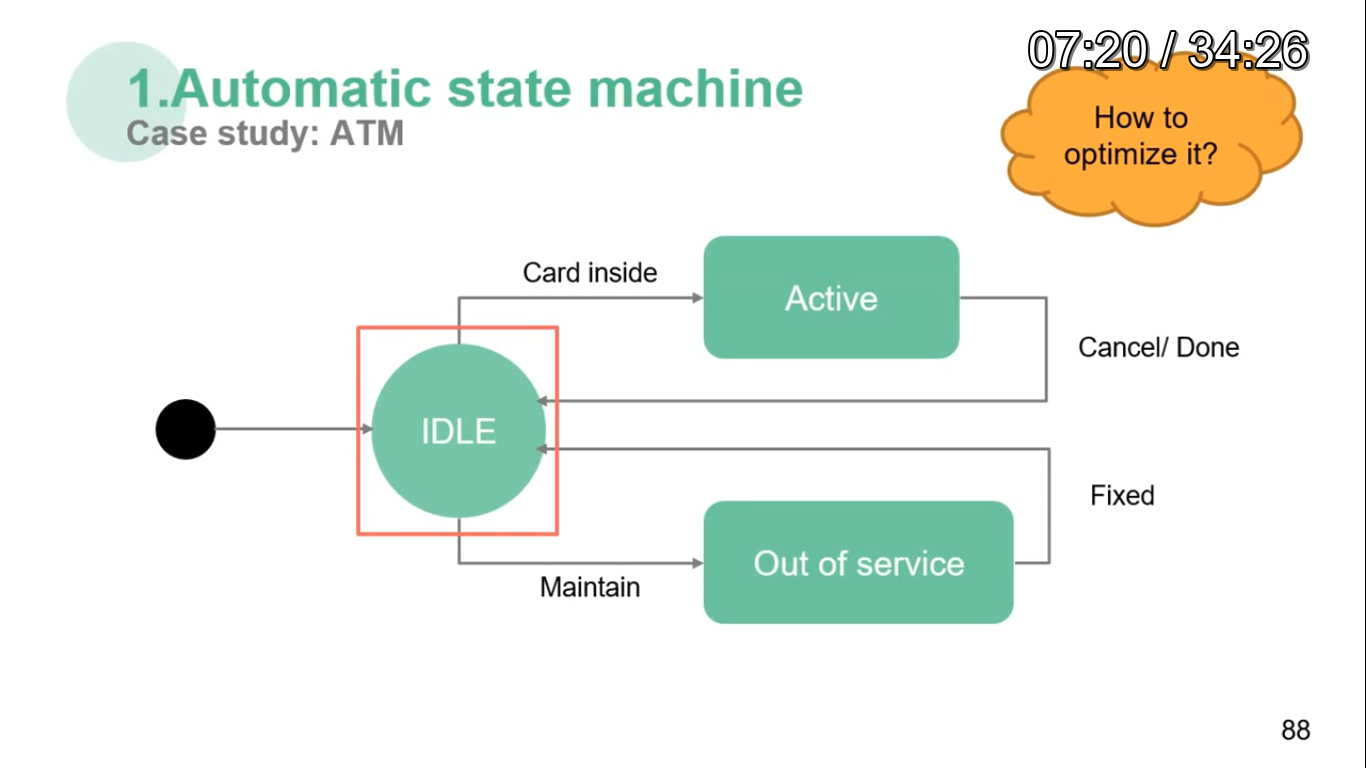 07:20 / 34:26
1.Automatic state machine
Case study: ATM
How to
optimize it?
Card inside
Active
Cancel/ Done
IDLE
Fixed
Out of service
Maintain
88